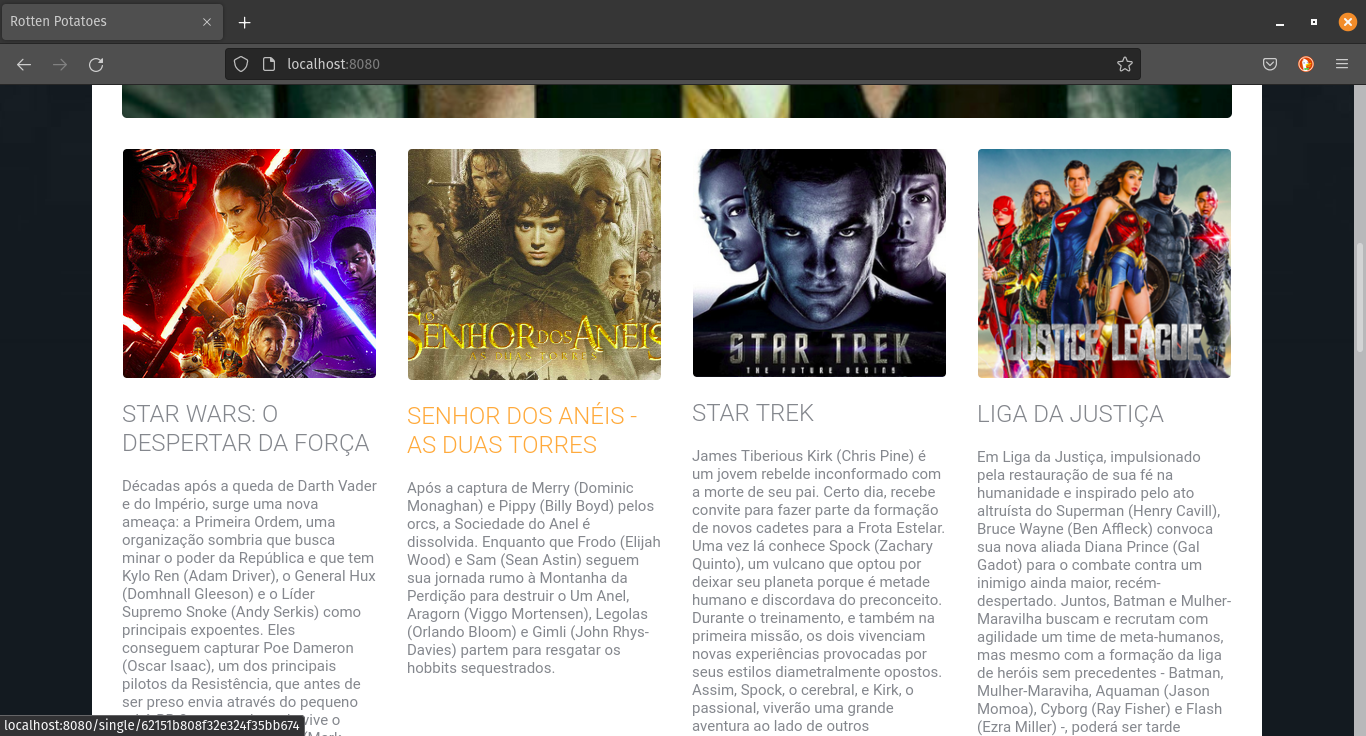 Rotten Potatoes
localhost:8080
O
SENHOR DOS ANÉIS
AS DUAS TORRES
STAR TREK
THE FUTURE BEGINS
JUSTICE LEAGUE
STAR WARS: O
DESPERTAR DA FORÇA
Décadas após a queda de Darth Vader
e do Império, surge uma nova
ameaça: a Primeira Ordem, uma
organização sombria que busca
minar o poder da República e que tem
Kylo Ren (Adam Driver), o General Hux
(Domhnall Gleeson) e o Líder
Supremo Snoke (Andy Serkis) como
principais expoentes. Eles
conseguem capturar Poe Dameron
(Oscar Isaac), um dos principais
pilotos da Resistência, que antes de
ser preso envia através do pequeno
vive o
SENHOR DOS ANÉIS -
AS DUAS TORRES
Após a captura de Merry (Dominic
Monaghan) e Pippy (Billy Boyd) pelos
orcs, a Sociedade do Anel é
dissolvida. Enquanto que Frodo (Elijah
Wood) e Sam (Sean Astin) seguem
sua jornada rumo à Montanha da
Perdição para destruir o Um Anel,
Aragorn (Viggo Mortensen), Legolas
(Orlando Bloom) e Gimli (John Rhys-
Davies) partem para resgatar os
hobbits sequestrados.
STAR TREK
James Tiberious Kirk (Chris Pine) é
um jovem rebelde inconformado com
a morte de seu pai. Certo dia, recebe
convite para fazer parte da formação
de novos cadetes para a Frota Estelar.
Uma vez lá conhece Spock (Zachary
Quinto), um vulcano que optou por
deixar seu planeta porque é metade
humano e discordava do preconceito.
Durante o treinamento, e também na
primeira missão, os dois vivenciam
novas experiências provocadas por
seus estilos diametralmente opostos.
Assim, Spock, o cerebral, e Kirk, o
passional, viverão uma grande
aventura ao lado de outros
LIGA DA JUSTIÇA
Em Liga da Justiça, impulsionado
pela restauração de sua fé na
humanidade e inspirado pelo ato
altruísta do Superman (Henry Cavill),
Bruce Wayne (Ben Affleck) convoca
sua nova aliada Diana Prince (Gal
Gadot) para o combate contra um
inimigo ainda maior, recém-
despertado. Juntos, Batman e Mulher-
Maravilha buscam e recrutam com
agilidade um time de meta-humanos,
mas mesmo com a formação da liga
de heróis sem precedentes - Batman,
Mulher-Maraviha, Aquaman (Jason
Momoa), Cyborg (Ray Fisher) e Flash
(Ezra Miller) -, poderá ser tarde
localhost:8080/single/62151b808f32e324f35bb674